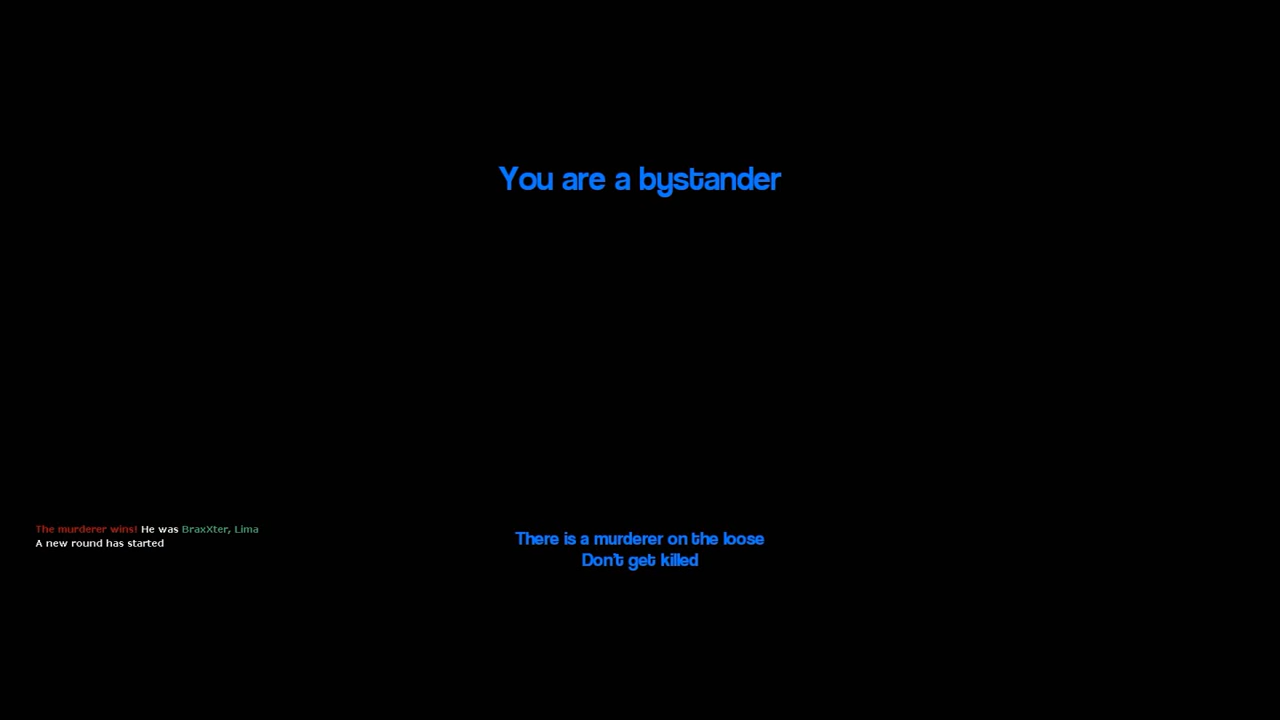 You are a bystander
The murderer wins! He was BraxXter, Lima
A new round has started
There is a murderer on the loose
Don't get killed